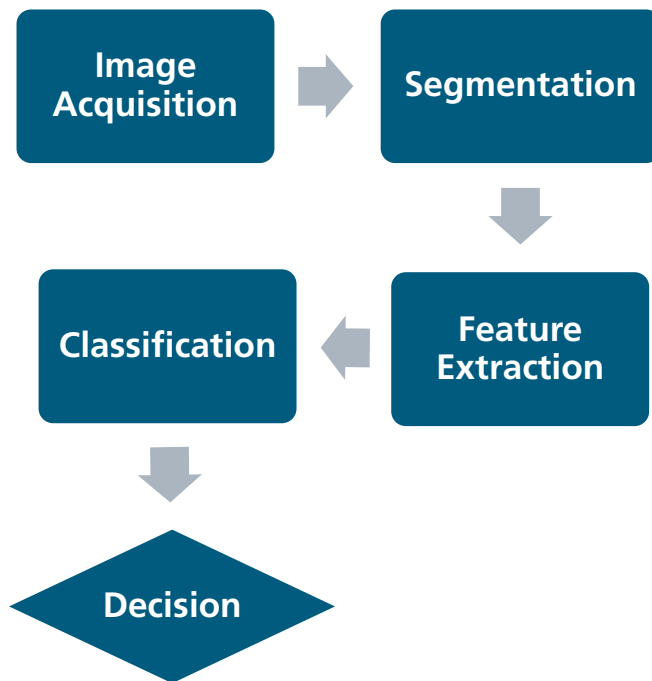 Image
Acquisition
Segmentation
Feature
Extraction
Classification
Decision